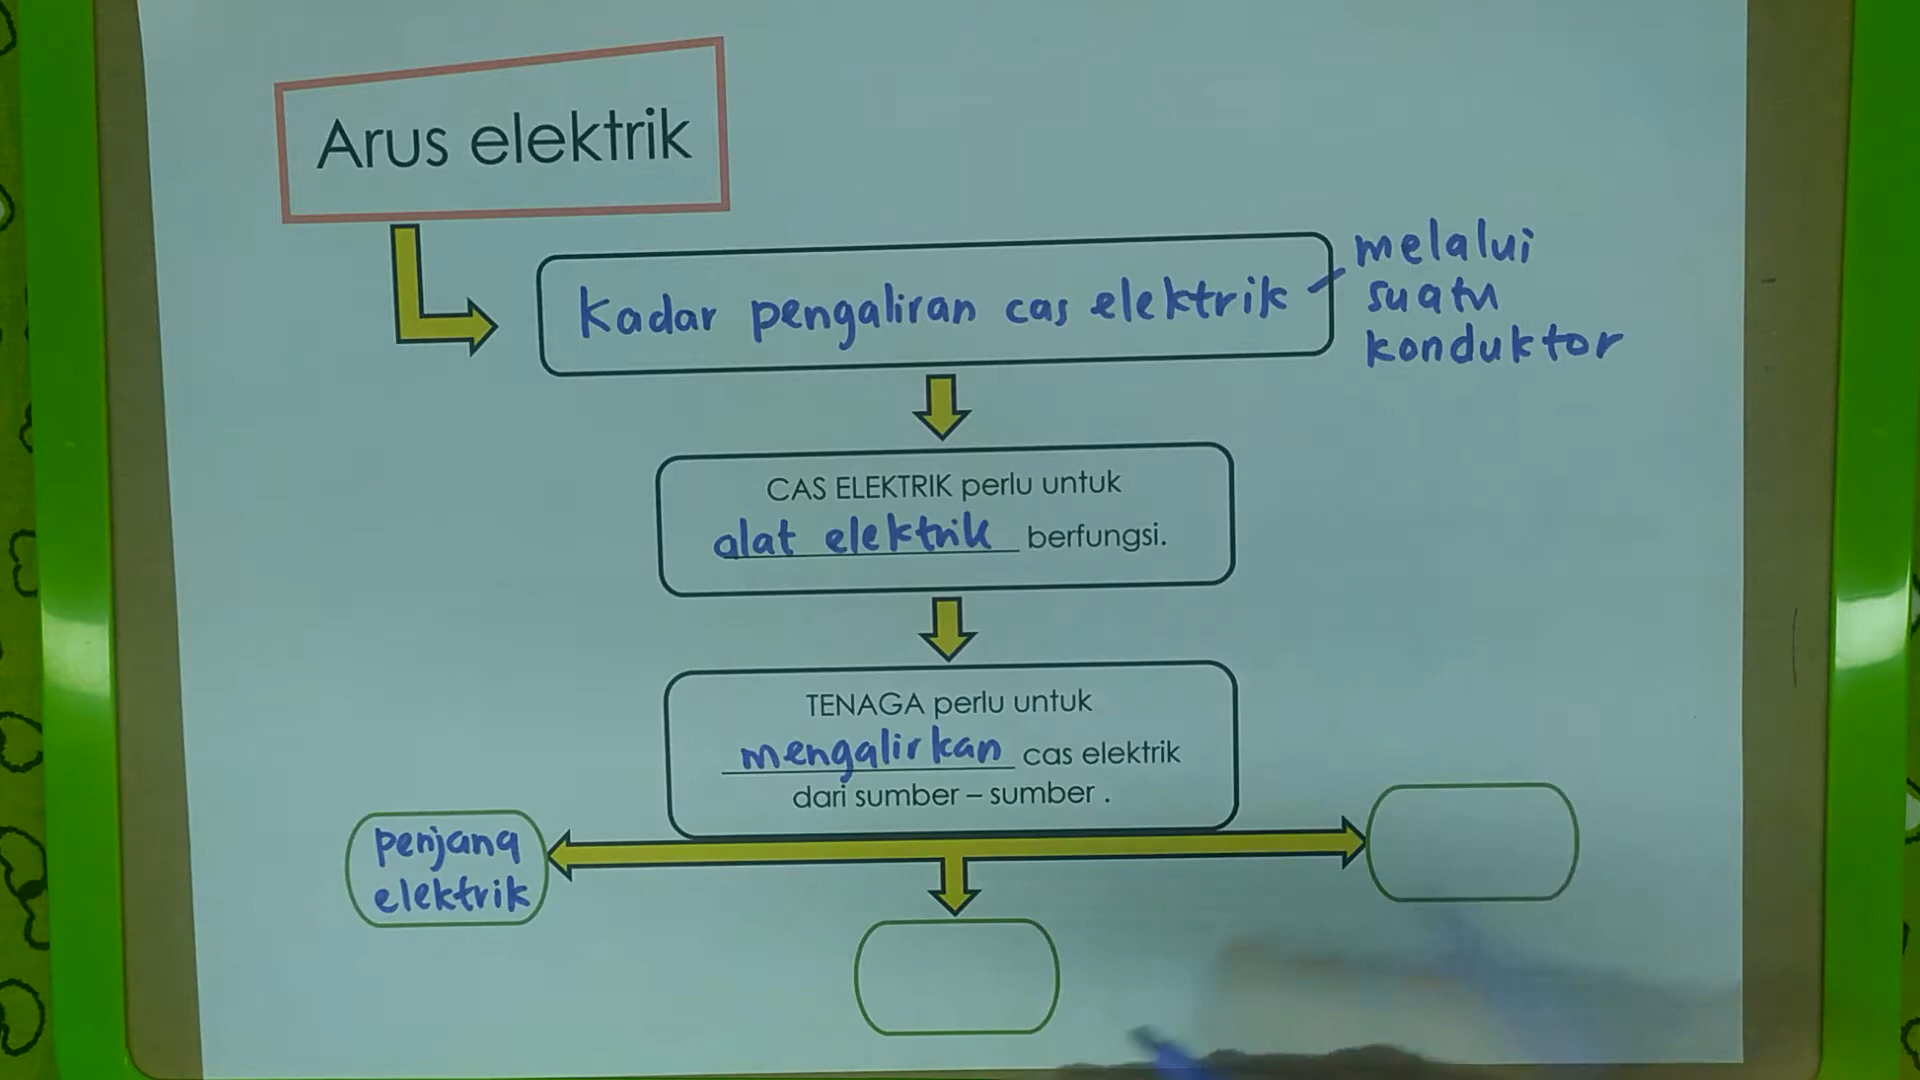 Arus elektrik
Kadar pengaliran cas elektrik
melalui
suatu
konduktor
CAS ELEKTRIK perlu untuk
alat elektrik berfungsi.
TENAGA perlu untuk
mengalirkan cas elektrik
dari sumber – sumber .
penjana
elektrik